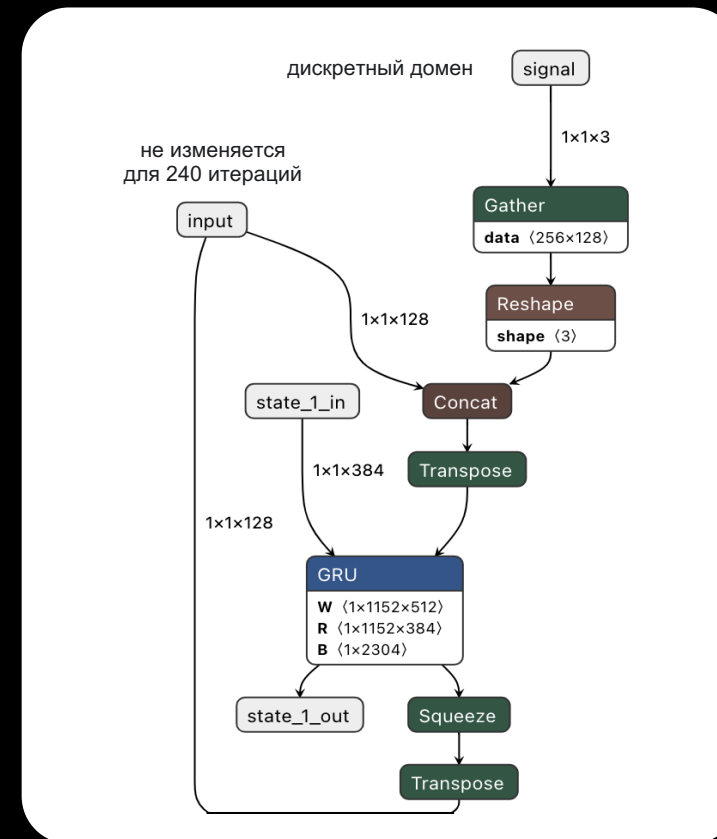 дискретный домен
signal
1×1×3
не изменяется
для 240 итераций
input
Gather
data ⟨256×128⟩
Reshape
shape ⟨3⟩
1×1×128
state_1_in
Concat
1×1×384
Transpose
1×1×128
GRU
W ⟨1×1152×512⟩
R ⟨1×1152×384⟩
B ⟨1×2304⟩
state_1_out
Squeeze
Transpose